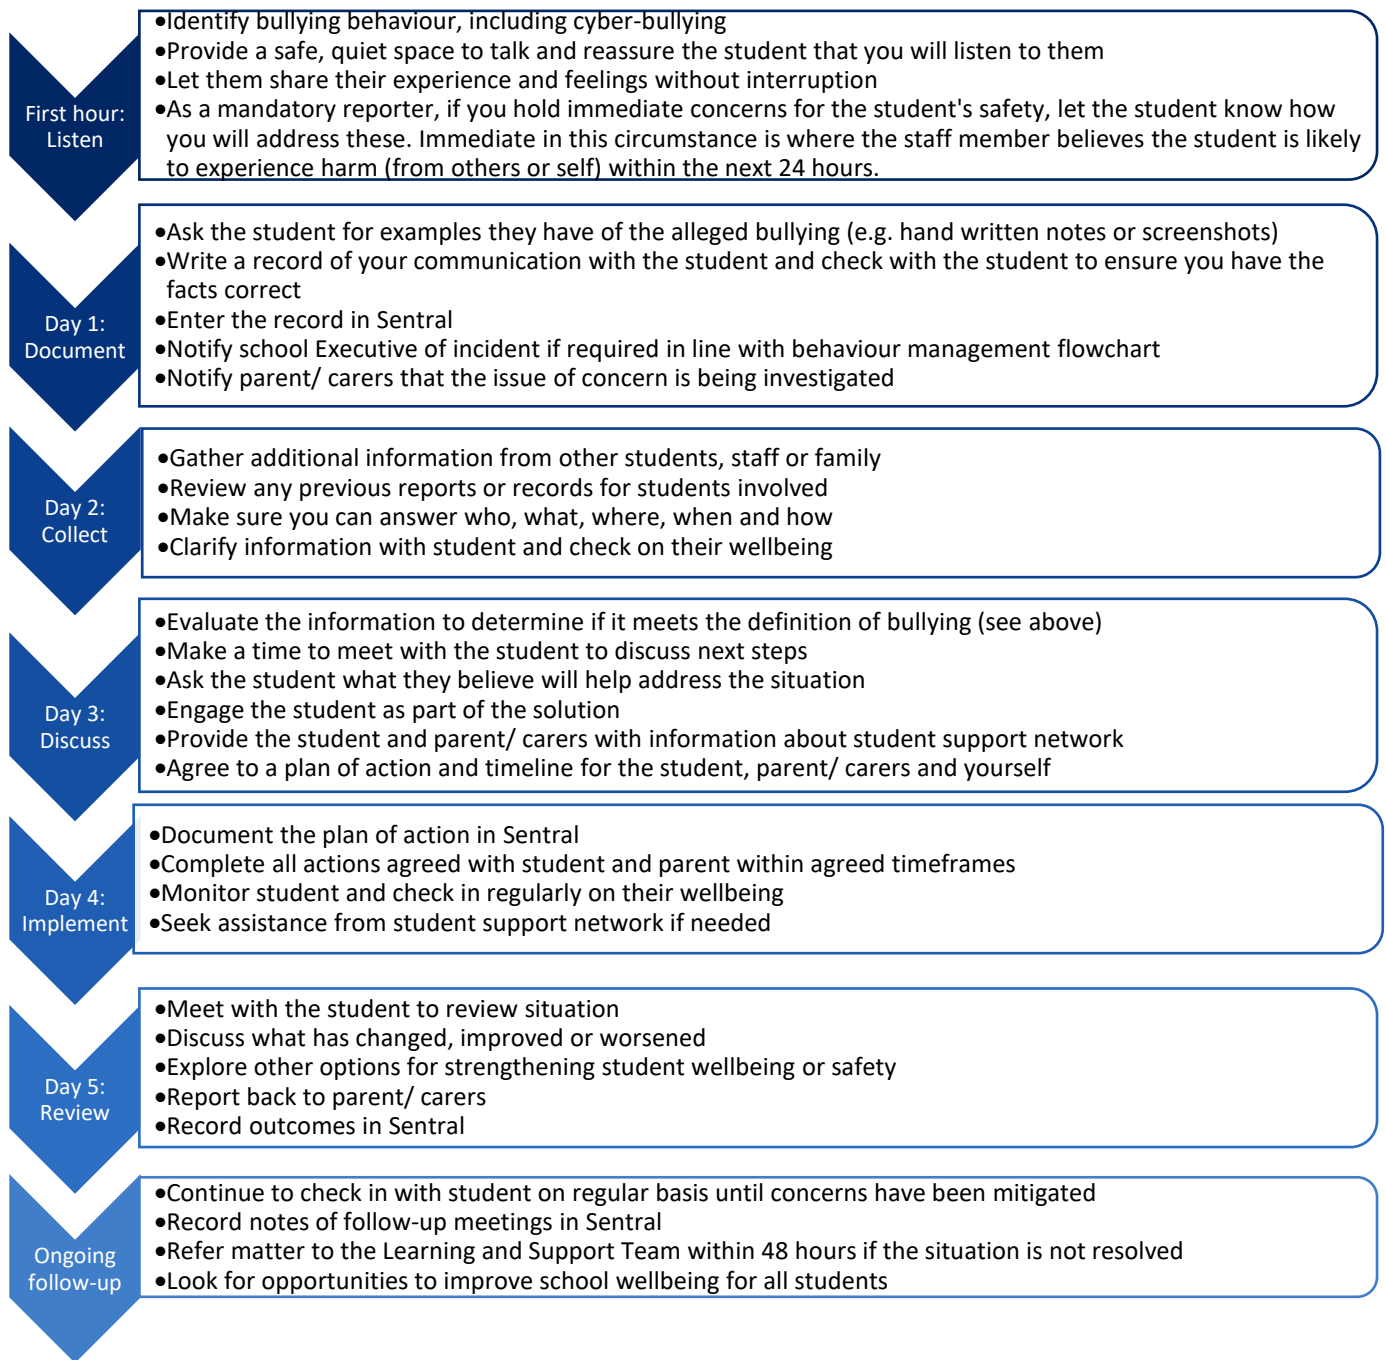 •Identify bullying behaviour, including cyber-bullying
•Provide a safe, quiet space to talk and reassure the student that you will listen to them
•Let them share their experience and feelings without interruption
First hour:
Listen
•As a mandatory reporter, if you hold immediate concerns for the student's safety, let the student know how
you will address these. Immediate in this circumstance is where the staff member believes the student is likely
to experience harm (from others or self) within the next 24 hours.
•Ask the student for examples they have of the alleged bullying (e.g. hand written notes or screenshots)
•Write a record of your communication with the student and check with the student to ensure you have the
facts correct
Day 1:
Document
•Enter the record in Sentral
•Notify school Executive of incident if required in line with behaviour management flowchart
•Notify parent/ carers that the issue of concern is being investigated
Day 2:
Collect
•Gather additional information from other students, staff or family
•Review any previous reports or records for students involved
•Make sure you can answer who, what, where, when and how
•Clarify information with student and check on their wellbeing
Day 3:
Discuss
•Evaluate the information to determine if it meets the definition of bullying (see above)
•Make a time to meet with the student to discuss next steps
•Ask the student what they believe will help address the situation
•Engage the student as part of the solution
•Provide the student and parent/ carers with information about student support network
•Agree to a plan of action and timeline for the student, parent/ carers and yourself
Day 4:
Implement
•Document the plan of action in Sentral
•Complete all actions agreed with student and parent within agreed timeframes
•Monitor student and check in regularly on their wellbeing
•Seek assistance from student support network if needed
Day 5:
Review
•Meet with the student to review situation
•Discuss what has changed, improved or worsened
•Explore other options for strengthening student wellbeing or safety
•Report back to parent/ carers
•Record outcomes in Sentral
Ongoing
follow-up
•Continue to check in with student on regular basis until concerns have been mitigated
•Record notes of follow-up meetings in Sentral
•Refer matter to the Learning and Support Team within 48 hours if the situation is not resolved
•Look for opportunities to improve school wellbeing for all students